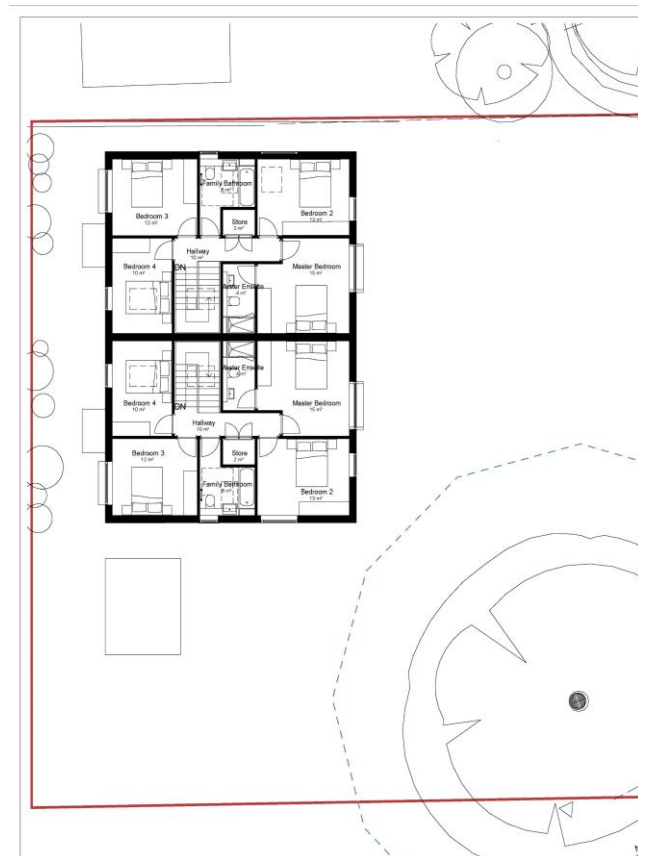 Family Bathroom
6 m²
Bedroom 3
12 m²
Bedroom 2
13 m²
Store
2 m²
Hallway
10 m²
Bedroom 4
10 m²
DN
Master Bedroom
15 m²
Ensuite
4 m²
Ensuite
4 m²
Bedroom 4
10 m²
DN
Master Bedroom
15 m²
Hallway
10 m²
Bedroom 3
12 m²
Store
2 m²
Family Bathroom
6 m²
Bedroom 2
13 m²